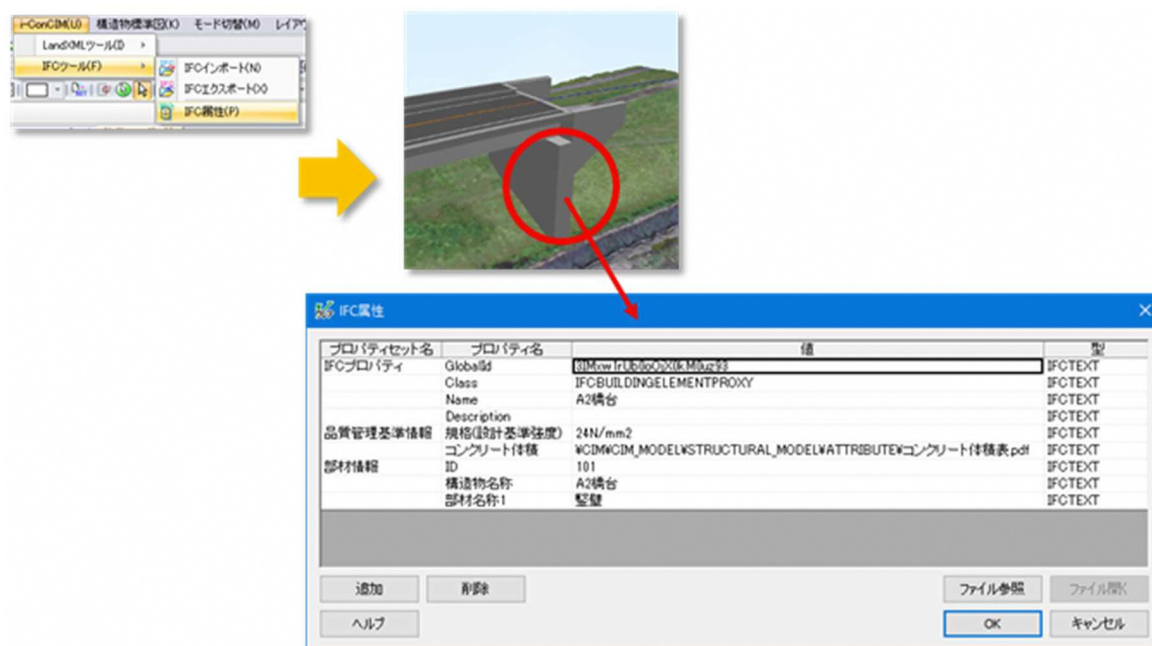 i-ConCIM(U) 構造物標準図(K) モード切替(M) レイアウ
LandXMLツール(I)
IFCツール(F)
IFCインポート(N)
IFCエクスポート(X)
IFC属性(P)
IFC属性
プロパティセット名 プロパティ名 値 型
IFCプロパティ GlobalId IFCTEXT
Class IFCBUILDINGELEMENTPROXY IFCTEXT
Name A2橋台 IFCTEXT
Description IFCTEXT
品質管理基準情報 規格(設計基準強度) 24N/mm2 IFCTEXT
コンクリート体積 ¥CIM¥CIM_MODEL¥STRUCTURAL_MODEL¥ATTRIBUTE¥コンクリート体積表.pdf IFCTEXT
部材情報 ID 101 IFCTEXT
構造物名称 A2橋台 IFCTEXT
部材名称1 竪壁 IFCTEXT
追加 削除 ファイル参照 ファイル開く
ヘルプ OK キャンセル